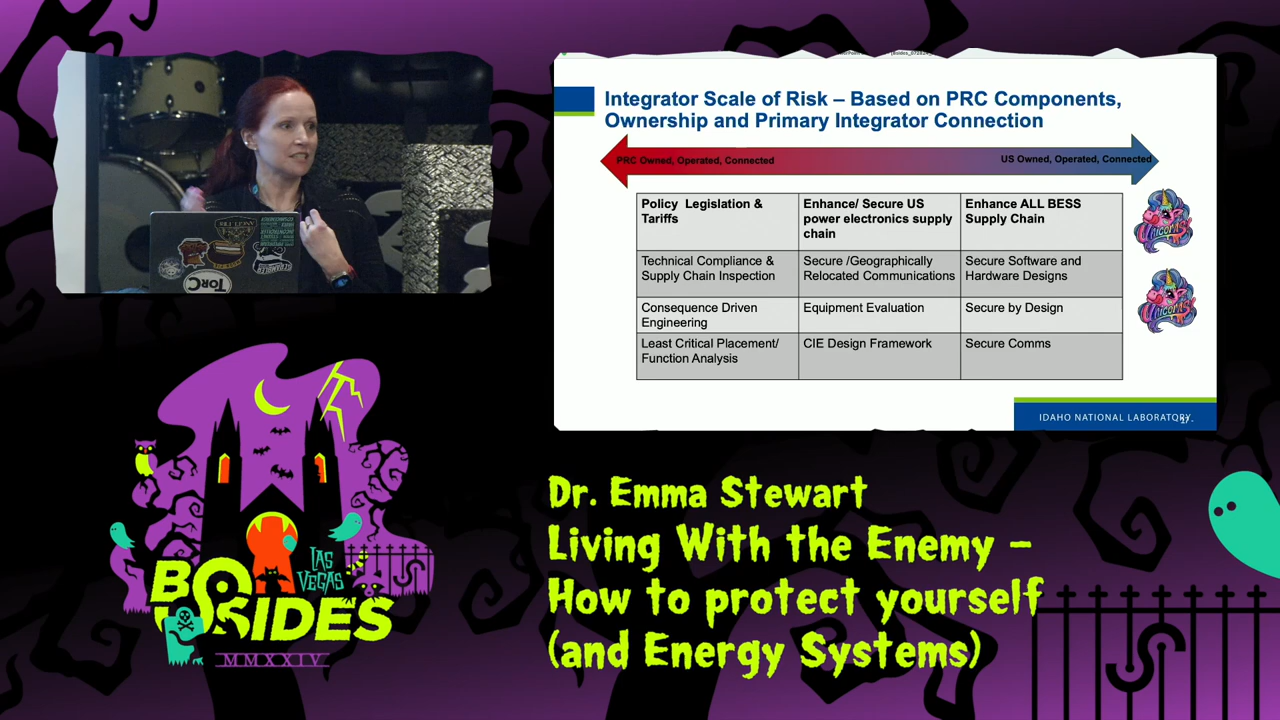 Integrator Scale of Risk – Based on PRC Components,
Ownership and Primary Integrator Connection
PRC Owned, Operated, Connected
US Owned, Operated, Connected
Policy Legislation &
Tariffs
Enhance/ Secure US
power electronics supply
chain
Enhance ALL BESS
Supply Chain
Technical Compliance &
Supply Chain Inspection
Secure /Geographically
Relocated Communications
Secure Software and
Hardware Designs
Consequence Driven
Engineering
Equipment Evaluation
Secure by Design
Least Critical Placement/
Function Analysis
CIE Design Framework
Secure Comms
Unicorn
Unicorn
IDAHO NATIONAL LABORATORY
TorC
LAS
VEGAS
BSIDES
MMXXIV
Dr. Emma Stewart
Living With the Enemy –
How to protect yourself
(and Energy Systems)